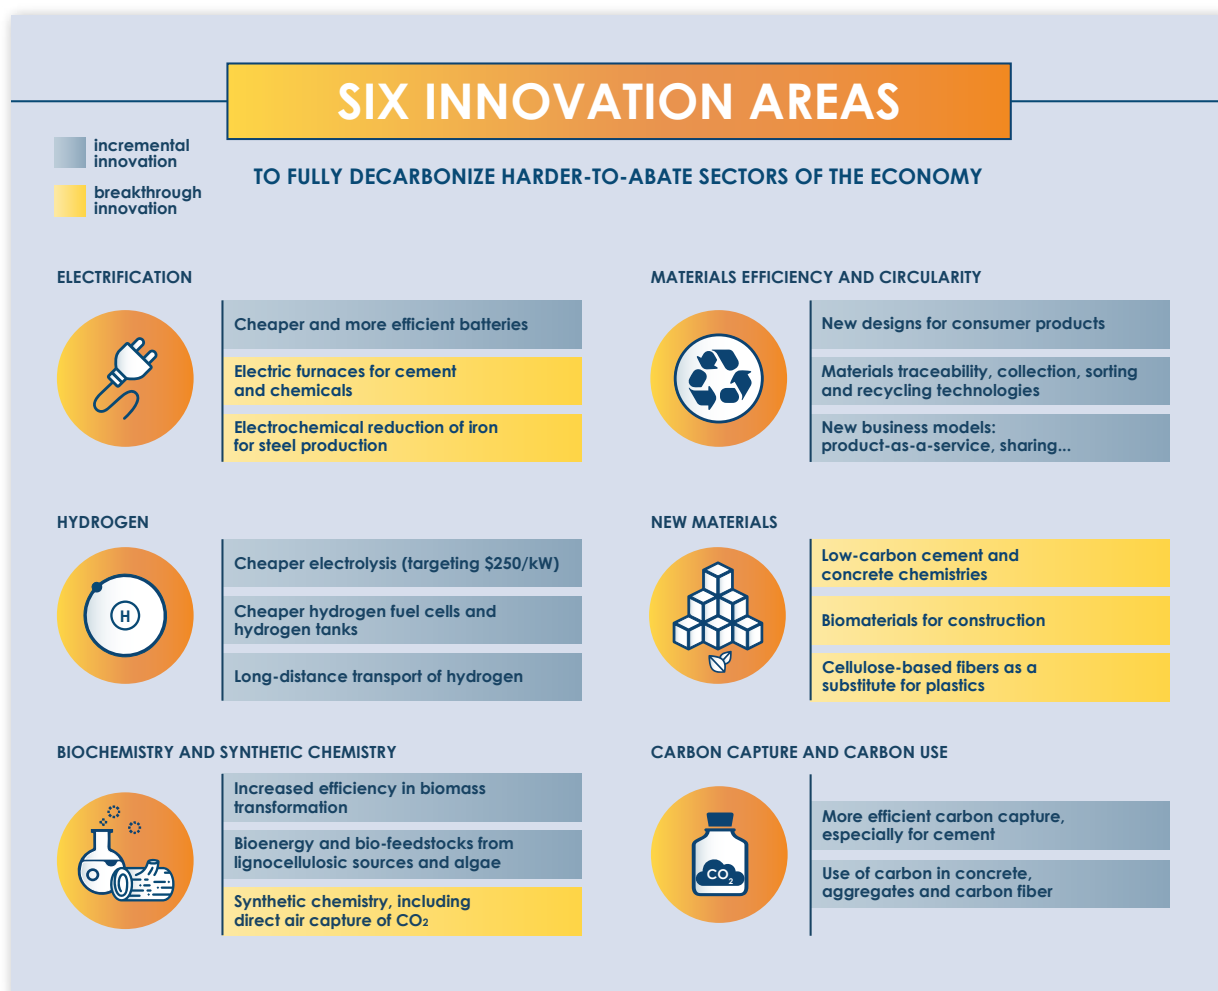 SIX INNOVATION AREAS
incremental
innovation
breakthrough
innovation
TO FULLY DECARBONIZE HARDER-TO-ABATE SECTORS OF THE ECONOMY
ELECTRIFICATION
Cheaper and more efficient batteries
Electric furnaces for cement
and chemicals
Electrochemical reduction of iron
for steel production
MATERIALS EFFICIENCY AND CIRCULARITY
New designs for consumer products
Materials traceability, collection, sorting
and recycling technologies
New business models:
product-as-a-service, sharing...
HYDROGEN
H
Cheaper electrolysis (targeting $250/kW)
Cheaper hydrogen fuel cells and
hydrogen tanks
Long-distance transport of hydrogen
NEW MATERIALS
Low-carbon cement and
concrete chemistries
Biomaterials for construction
Cellulose-based fibers as a
substitute for plastics
BIOCHEMISTRY AND SYNTHETIC CHEMISTRY
Increased efficiency in biomass
transformation
Bioenergy and bio-feedstocks from
lignocellulosic sources and algae
Synthetic chemistry, including
direct air capture of CO₂
CARBON CAPTURE AND CARBON USE
CO₂
More efficient carbon capture,
especially for cement
Use of carbon in concrete,
aggregates and carbon fiber